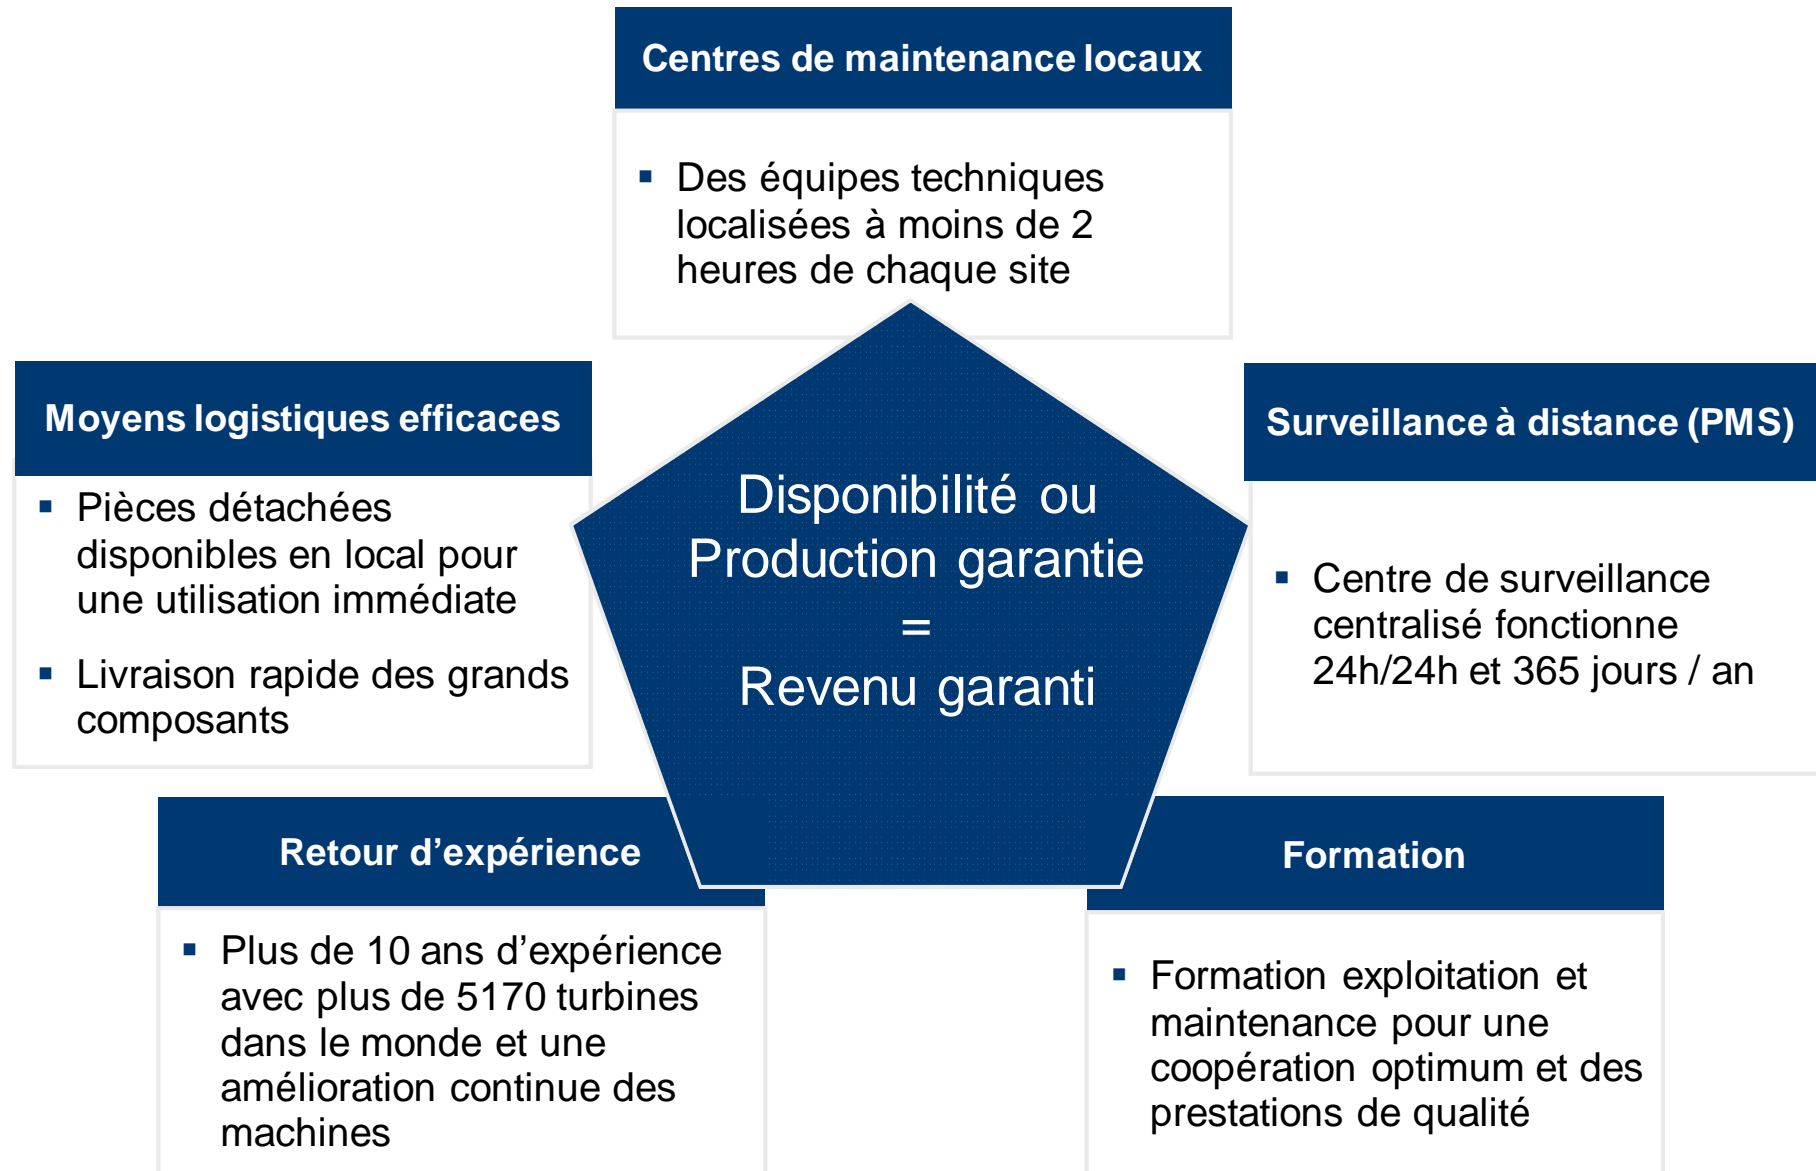 Centres de maintenance locaux
▪ Des équipes techniques
localisées à moins de 2
heures de chaque site
Moyens logistiques efficaces
▪ Pièces détachées
disponibles en local pour
une utilisation immédiate
▪ Livraison rapide des grands
composants
Disponibilité ou
Production garantie
=
Revenu garanti
Surveillance à distance (PMS)
▪ Centre de surveillance
centralisé fonctionne
24h/24h et 365 jours / an
Retour d’expérience
▪ Plus de 10 ans d’expérience
avec plus de 5170 turbines
dans le monde et une
amélioration continue des
machines
Formation
▪ Formation exploitation et
maintenance pour une
coopération optimum et des
prestations de qualité